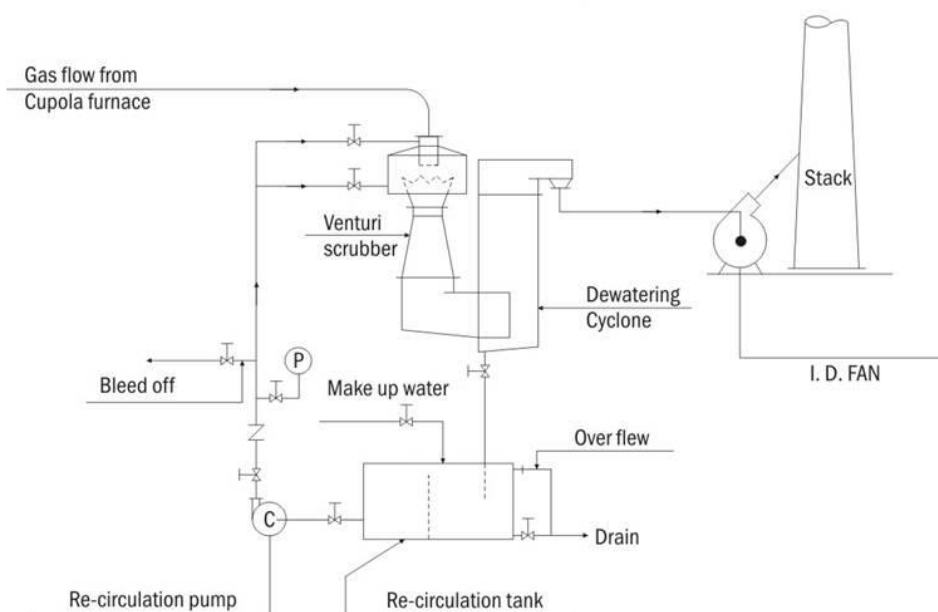 Gas flow from
Cupola furnace
Stack
Venturi
scrubber
Dewatering
Cyclone
P
Bleed off
I. D. FAN
Make up water
Over flew
C
Drain
Re-circulation pump
Re-circulation tank